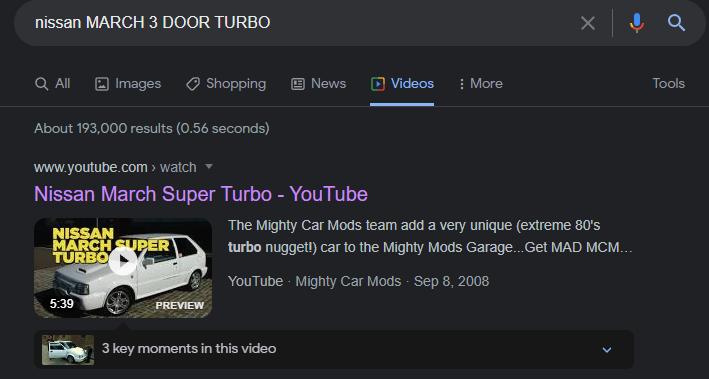 nissan MARCH 3 DOOR TURBO
All Images Shopping News Videos More Tools
About 193,000 results (0.56 seconds)
www.youtube.com › watch
Nissan March Super Turbo - YouTube
NISSAN
MARCH SUPER
TURBO
5:39
PREVIEW
The Mighty Car Mods team add a very unique (extreme 80's
turbo nugget!) car to the Mighty Mods Garage...Get MAD MCM...
YouTube · Mighty Car Mods · Sep 8, 2008
3 key moments in this video